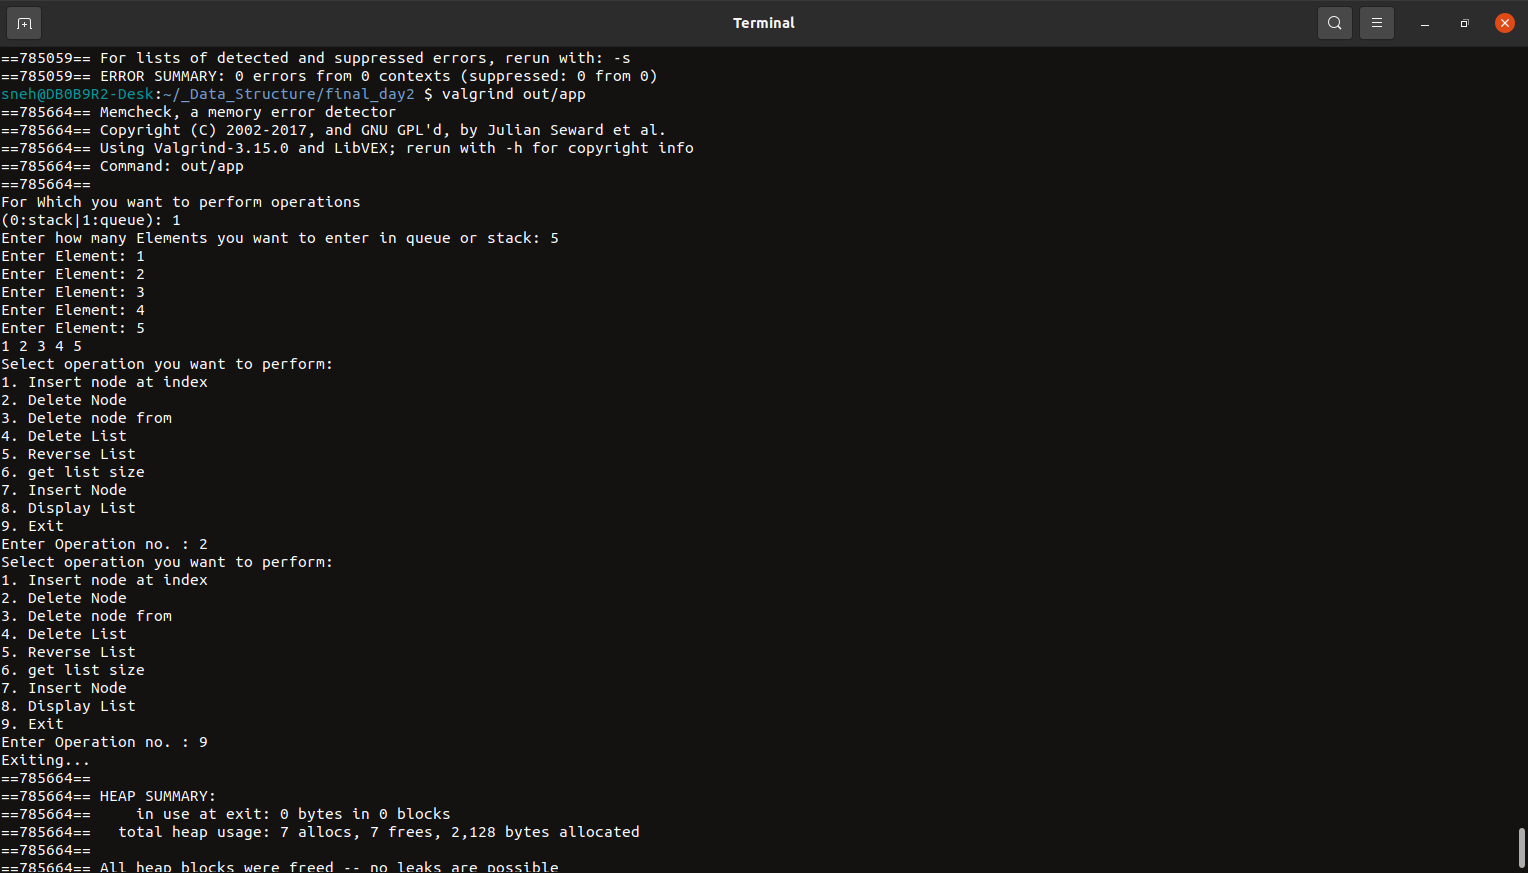 Terminal
==785059== For lists of detected and suppressed errors, rerun with: -s
==785059== ERROR SUMMARY: 0 errors from 0 contexts (suppressed: 0 from 0)
sneh@DB0B9R2-Desk:~/_Data_Structure/final_day2 $ valgrind out/app
==785664== Memcheck, a memory error detector
==785664== Copyright (C) 2002-2017, and GNU GPL'd, by Julian Seward et al.
==785664== Using Valgrind-3.15.0 and LibVEX; rerun with -h for copyright info
==785664== Command: out/app
==785664==
For Which you want to perform operations
(0:stack|1:queue): 1
Enter how many Elements you want to enter in queue or stack: 5
Enter Element: 1
Enter Element: 2
Enter Element: 3
Enter Element: 4
Enter Element: 5
1 2 3 4 5
Select operation you want to perform:
1. Insert node at index
2. Delete Node
3. Delete node from
4. Delete List
5. Reverse List
6. get list size
7. Insert Node
8. Display List
9. Exit
Enter Operation no. : 2
Select operation you want to perform:
1. Insert node at index
2. Delete Node
3. Delete node from
4. Delete List
5. Reverse List
6. get list size
7. Insert Node
8. Display List
9. Exit
Enter Operation no. : 9
Exiting...
==785664==
==785664== HEAP SUMMARY:
==785664==     in use at exit: 0 bytes in 0 blocks
==785664==   total heap usage: 7 allocs, 7 frees, 2,128 bytes allocated
==785664==
==785664== All heap blocks were freed -- no leaks are possible